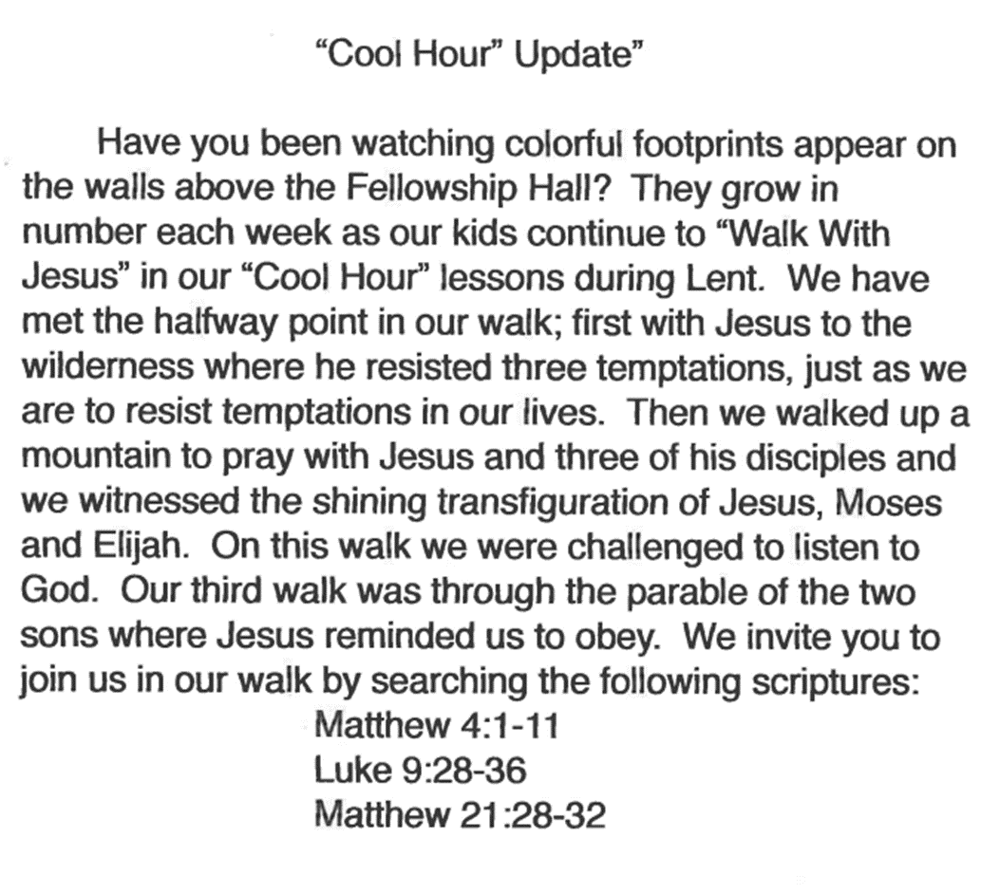 “Cool Hour” Update”
Have you been watching colorful footprints appear on
the walls above the Fellowship Hall?  They grow in
number each week as our kids continue to “Walk With
Jesus” in our “Cool Hour” lessons during Lent.  We have
met the halfway point in our walk; first with Jesus to the
wilderness where he resisted three temptations, just as we
are to resist temptations in our lives.  Then we walked up a
mountain to pray with Jesus and three of his disciples and
we witnessed the shining transfiguration of Jesus, Moses
and Elijah.  On this walk we were challenged to listen to
God.  Our third walk was through the parable of the two
sons where Jesus reminded us to obey.  We invite you to
join us in our walk by searching the following scriptures:
Matthew 4:1-11
Luke 9:28-36
Matthew 21:28-32